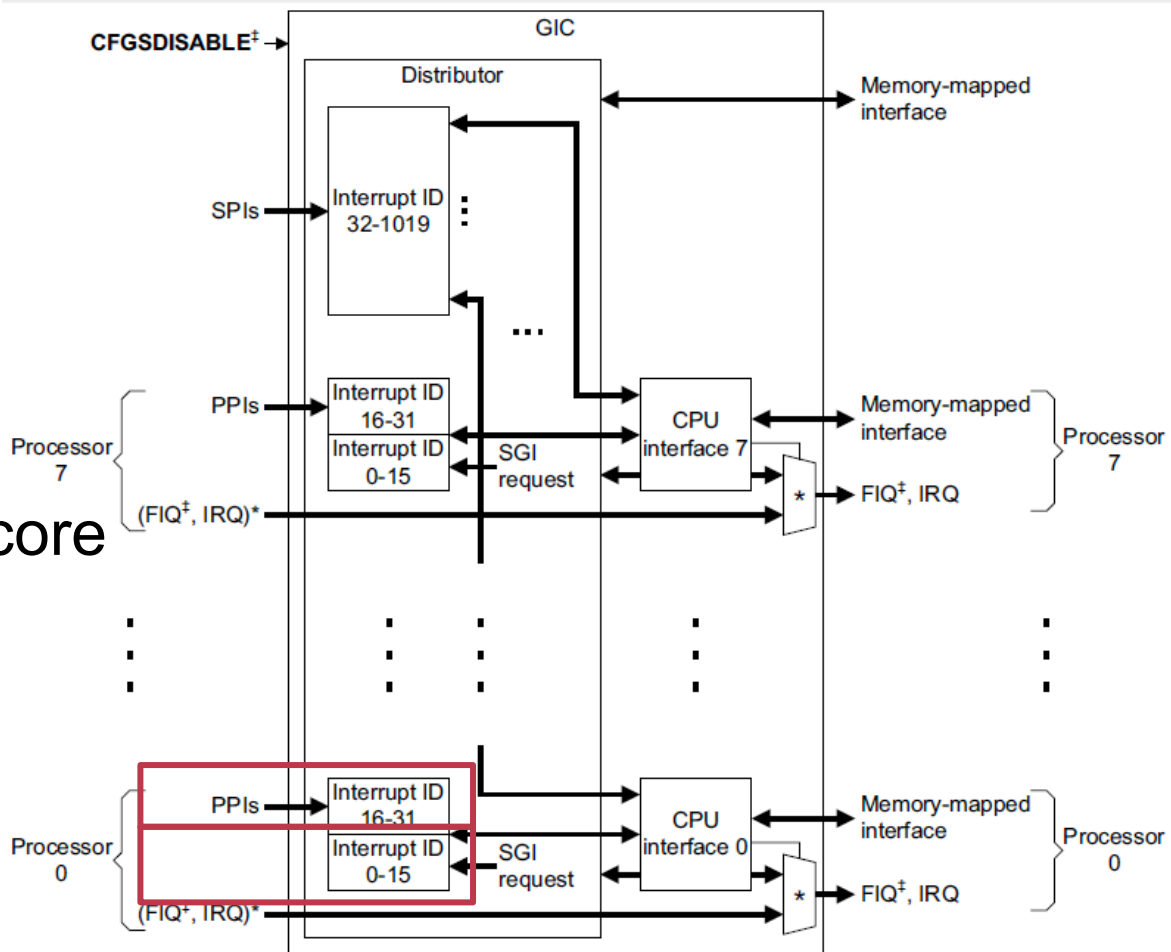 GIC
CFGSDISABLE‡
Distributor
Memory-mapped
interface
SPIs
Interrupt ID
32-1019
PPIs
Interrupt ID
16-31
Interrupt ID
0-15
SGI
request
CPU
interface 7
Memory-mapped
interface
Processor
7
Processor
7
(FIQ‡, IRQ)*
*
FIQ‡, IRQ
core
PPIs
Interrupt ID
16-31
Interrupt ID
0-15
SGI
request
CPU
interface 0
Memory-mapped
interface
Processor
0
Processor
0
(FIQ‡, IRQ)*
*
FIQ‡, IRQ